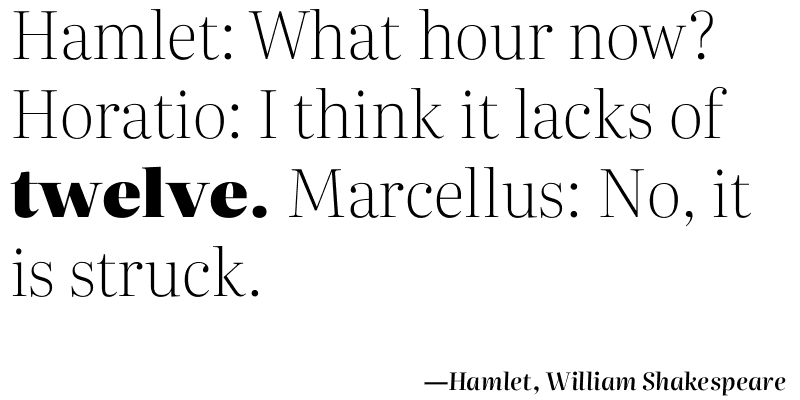 Hamlet: What hour now?
Horatio: I think it lacks of
twelve. Marcellus: No, it
is struck.
—Hamlet, William Shakespeare